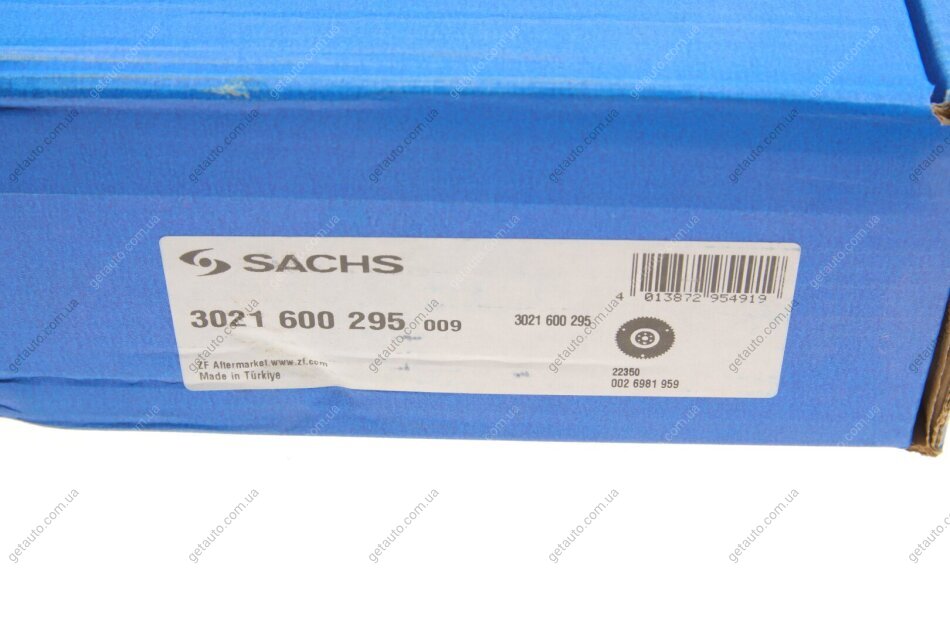 SACHS
4 013872 954919
3021 600 295 009
3021 600 295
ZF Aftermarket www.zf.com
Made in Türkiye
22350
002 6981 959
getauto.com.ua